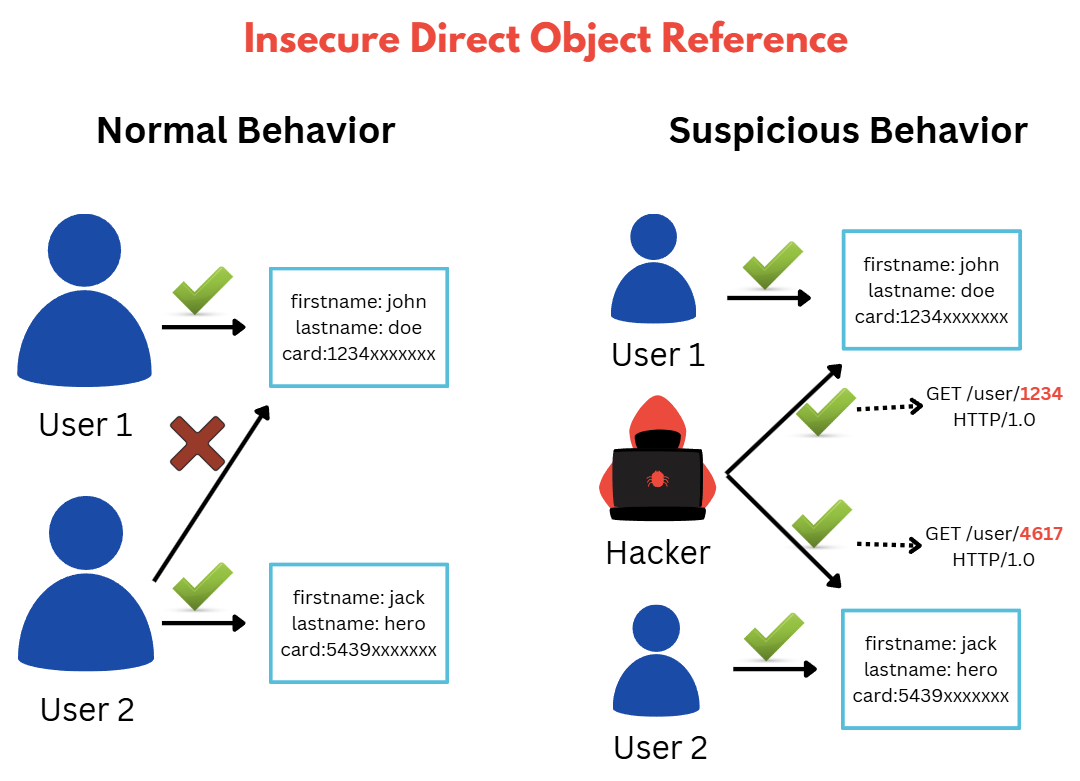 Insecure Direct Object Reference
Normal Behavior
firstname: john
lastname: doe
card:1234xxxxxxx
User 1
firstname: jack
lastname: hero
card:5439xxxxxxx
User 2
Suspicious Behavior
firstname: john
lastname: doe
card:1234xxxxxxx
User 1
GET /user/1234
HTTP/1.0
Hacker
GET /user/4617
HTTP/1.0
firstname: jack
lastname: hero
card:5439xxxxxxx
User 2